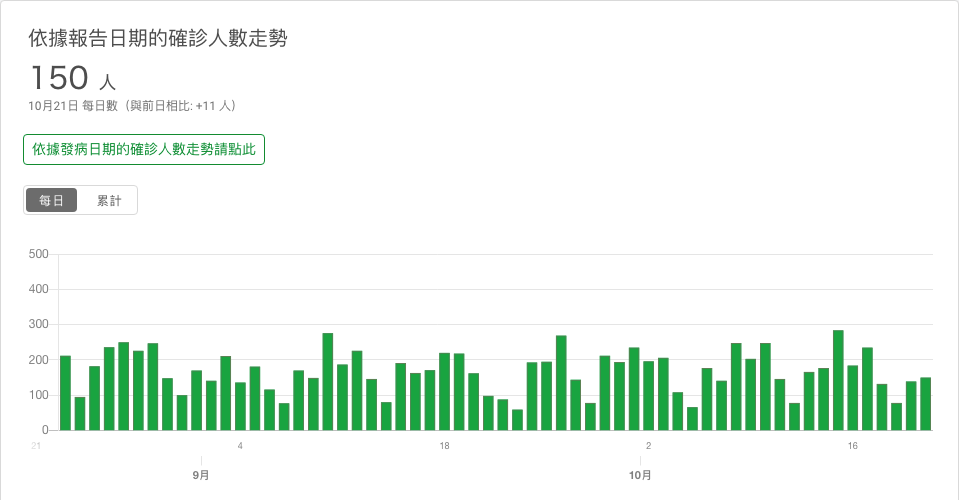 依據報告日期的確診人數走勢
150 人
10月21日 每日數（與前日相比: +11 人）
依據發病日期的確診人數走勢請點此
每日 累計
500
400
300
200
100
0
21 4 18 2 16
9月 10月